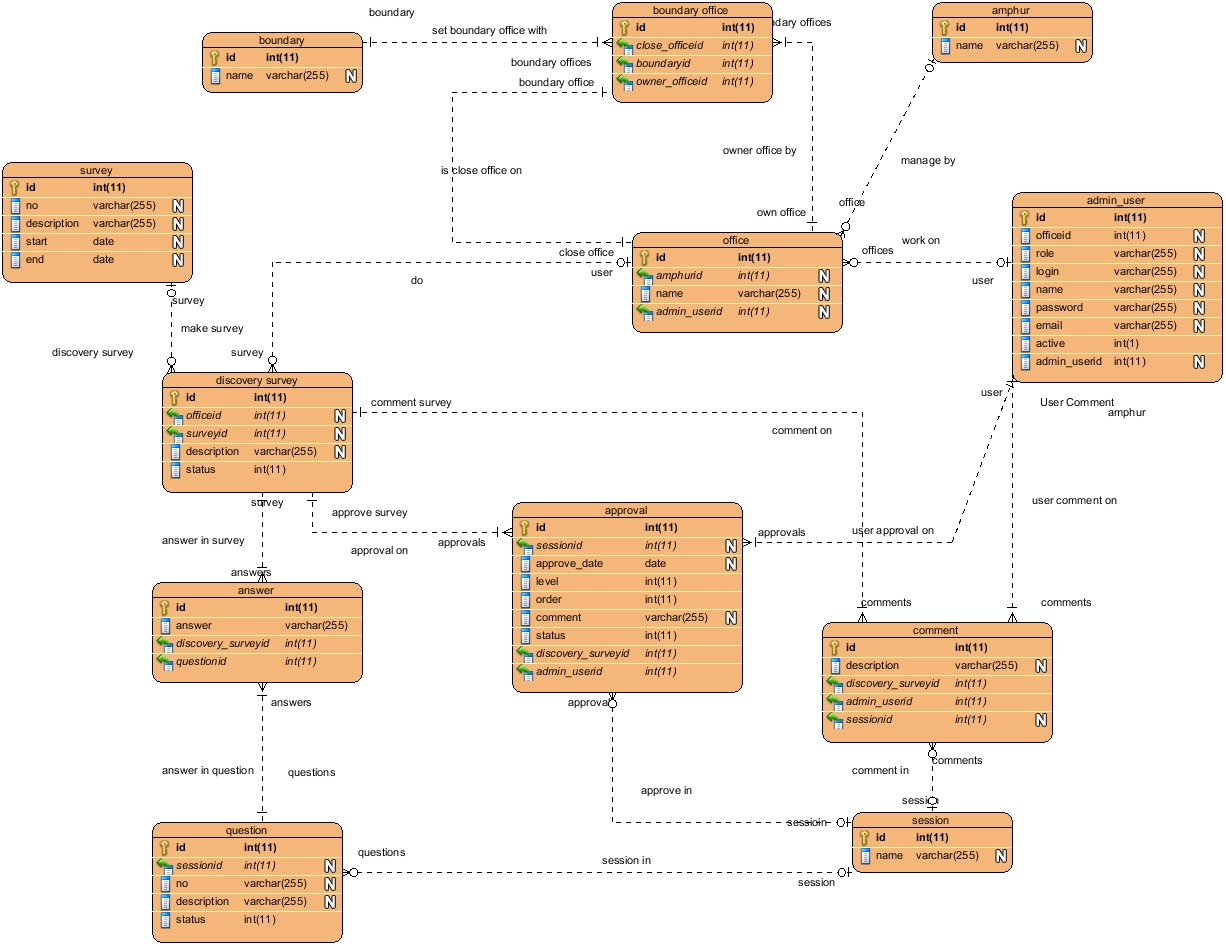 boundary
boundary office
id int(11)
close_officeid int(11)
boundaryid int(11)
owner_officeid int(11)
dary offices
amphur
id int(11)
name varchar(255) N
boundary
id int(11)
name varchar(255) N
set boundary office with
boundary offices
boundary office
is close office on
owner office by
manage by
own office
office
close office
user
offices
work on
user
survey
id int(11)
no varchar(255) N
description varchar(255) N
start date N
end date N
office
id int(11)
amphurid int(11) N
name varchar(255) N
admin_userid int(11) N
admin_user
id int(11)
officeid int(11) N
role varchar(255) N
login varchar(255) N
name varchar(255) N
password varchar(255) N
email varchar(255) N
active int(1)
admin_userid int(11) N
do
survey
make survey
discovery survey
survey
discovery survey
id int(11)
officeid int(11) N
surveyid int(11) N
description varchar(255) N
status int(11)
comment survey
comment on
user
User Comment
amphur
survey
approve survey
answer in survey
approval on
approvals
approvals
user approval on
user comment on
answers
answer
id int(11)
answer varchar(255)
discovery_surveyid int(11)
questionid int(11)
approval
id int(11)
sessionid int(11) N
approve_date date N
level int(11)
order int(11)
comment varchar(255) N
status int(11)
discovery_surveyid int(11)
admin_userid int(11)
comments
comments
comment
id int(11)
description varchar(255) N
discovery_surveyid int(11)
admin_userid int(11)
sessionid int(11) N
answers
approval
answer in question
questions
approve in
comment in
comments
session
sessioin
question
id int(11)
sessionid int(11) N
no varchar(255) N
description varchar(255) N
status int(11)
questions
session in
session
session
id int(11)
name varchar(255) N